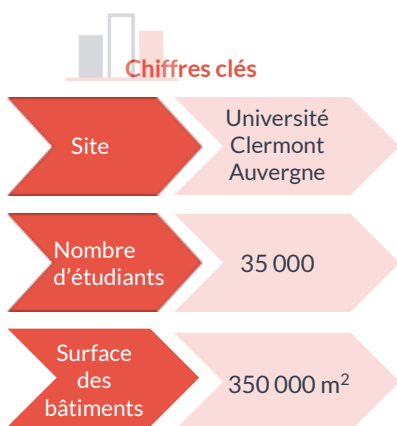 Chiffres clés
Site
Université
Clermont
Auvergne
Nombre
d’étudiants
35 000
Surface
des
bâtiments
350 000 m²